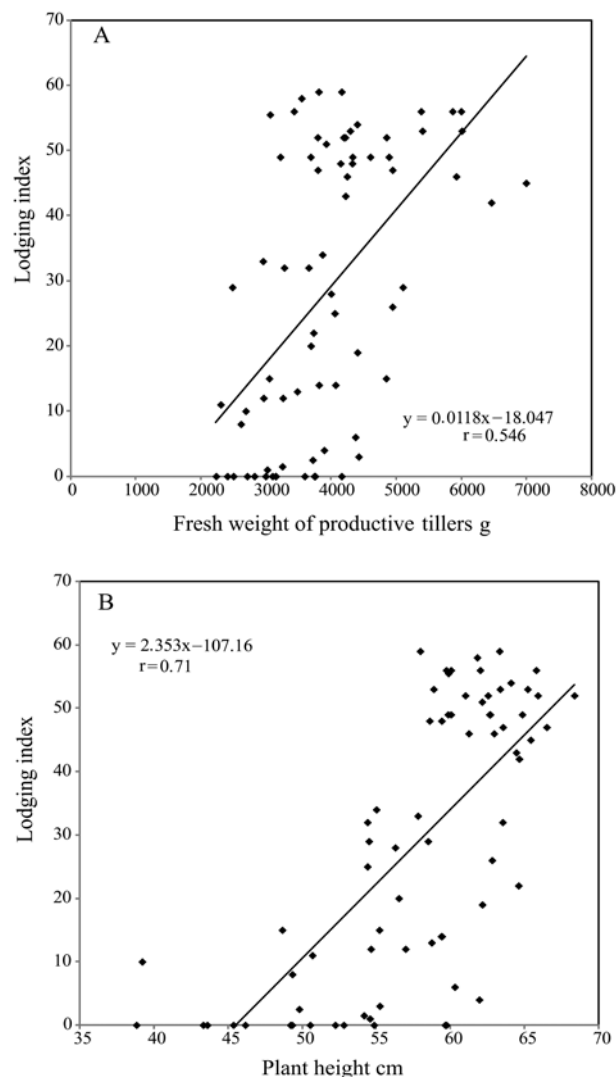 A
70
60
50
40
30
20
10
0
Lodging index
y = 0.0118x−18.047
r=0.546
0 1000 2200 3000 4000 5000 6000 7000 8000
Fresh weight of productive tillers g
B
70
60
50
40
30
20
10
0
Lodging index
y = 2.353x−107.16
r=0.71
35 40 45 50 55 60 65 70
Plant height cm